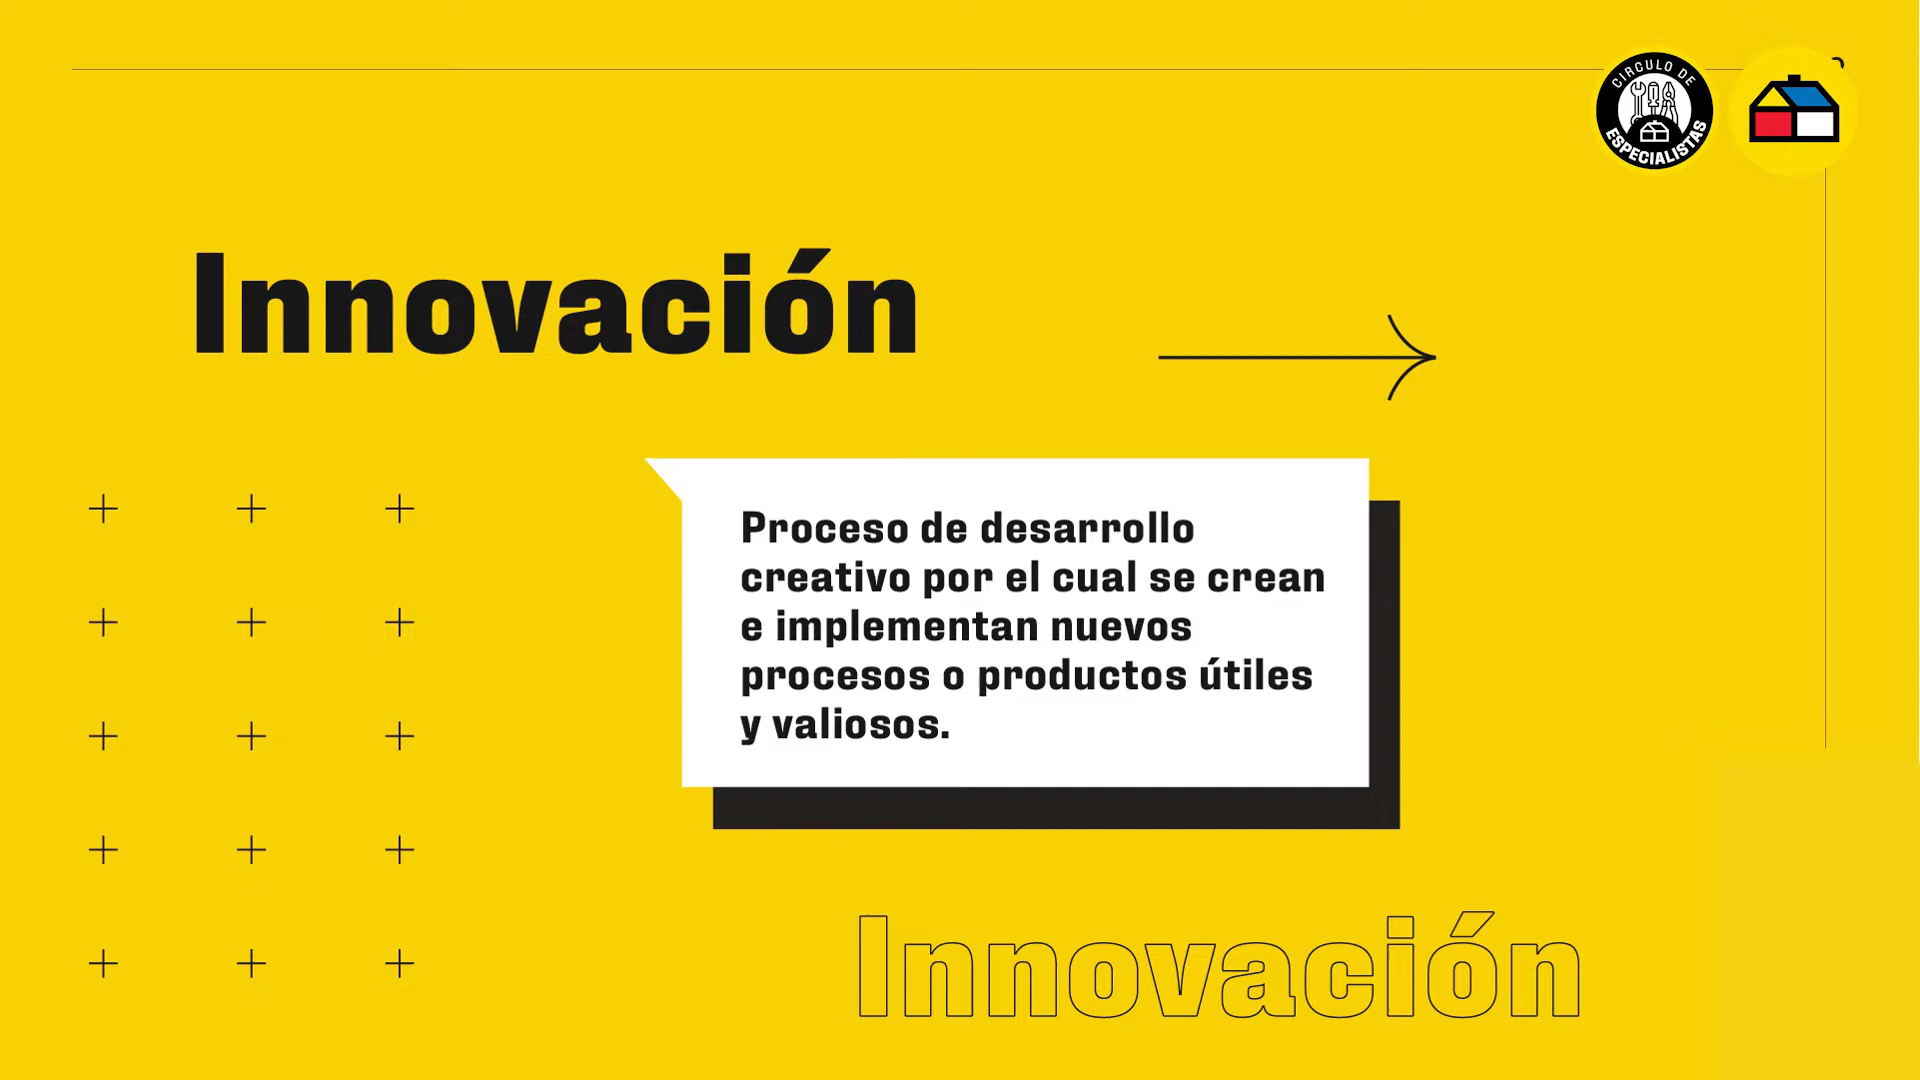 CIRCULO DE
ESPECIALISTAS
Innovación
Proceso de desarrollo
creativo por el cual se crean
e implementan nuevos
procesos o productos útiles
y valiosos.
Innovación